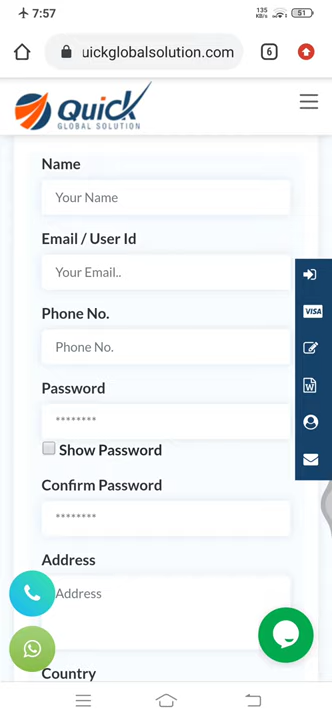 7:57
135
KB/s
51
uickglobalsolution.com
6
Quick
GLOBAL SOLUTION
Name
Your Name
Email / User Id
Your Email..
Phone No.
Phone No.
VISA
Password
********
W
Show Password
Confirm Password
********
Address
Address
Country